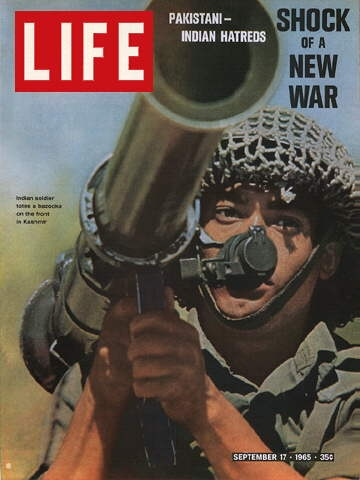 LIFE
PAKISTANI–
INDIAN HATREDS
SHOCK
OF A
NEW
WAR
Indian soldier
totes a bazooka
on the front
in Kashmir
SEPTEMBER 17 · 1965 · 35¢